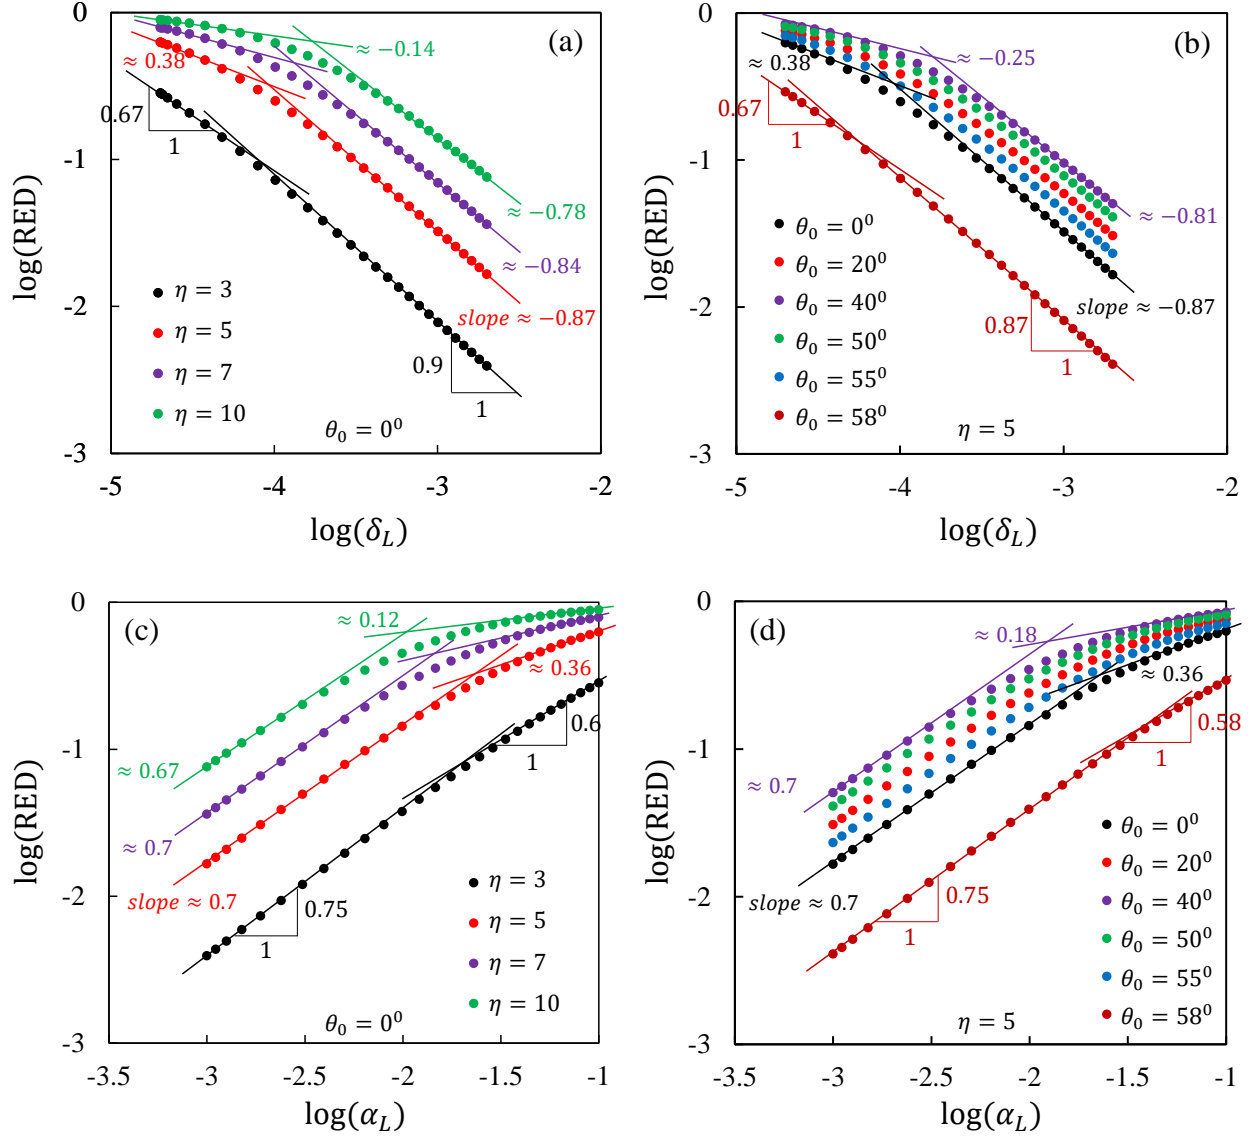 0
-1
-2
-3
-5
-4
-3
-2
log(RED)
log(δ_L)
(a)
≈ −0.14
≈ 0.38
0.67
1
≈ −0.78
≈ −0.84
slope ≈ −0.87
0.9
1
η = 3
η = 5
η = 7
η = 10
θ₀ = 0⁰
0
-1
-2
-3
-5
-4
-3
-2
log(RED)
log(δ_L)
(b)
≈ −0.25
≈ 0.38
0.67
1
≈ −0.81
≈ −0.87
0.87
1
θ₀ = 0⁰
θ₀ = 20⁰
θ₀ = 40⁰
θ₀ = 50⁰
θ₀ = 55⁰
θ₀ = 58⁰
η = 5
slope
0
-1
-2
-3
-3.5
-3
-2.5
-2
-1.5
-1
log(RED)
log(α_L)
(c)
≈ 0.12
≈ 0.36
0.6
1
≈ 0.67
≈ 0.7
slope ≈ 0.7
0.75
1
η = 3
η = 5
η = 7
η = 10
θ₀ = 0⁰
0
-1
-2
-3
-3.5
-3
-2.5
-2
-1.5
-1
log(RED)
log(α_L)
(d)
≈ 0.18
≈ 0.36
0.58
1
≈ 0.7
slope ≈ 0.7
0.75
1
θ₀ = 0⁰
θ₀ = 20⁰
θ₀ = 40⁰
θ₀ = 50⁰
θ₀ = 55⁰
θ₀ = 58⁰
η = 5